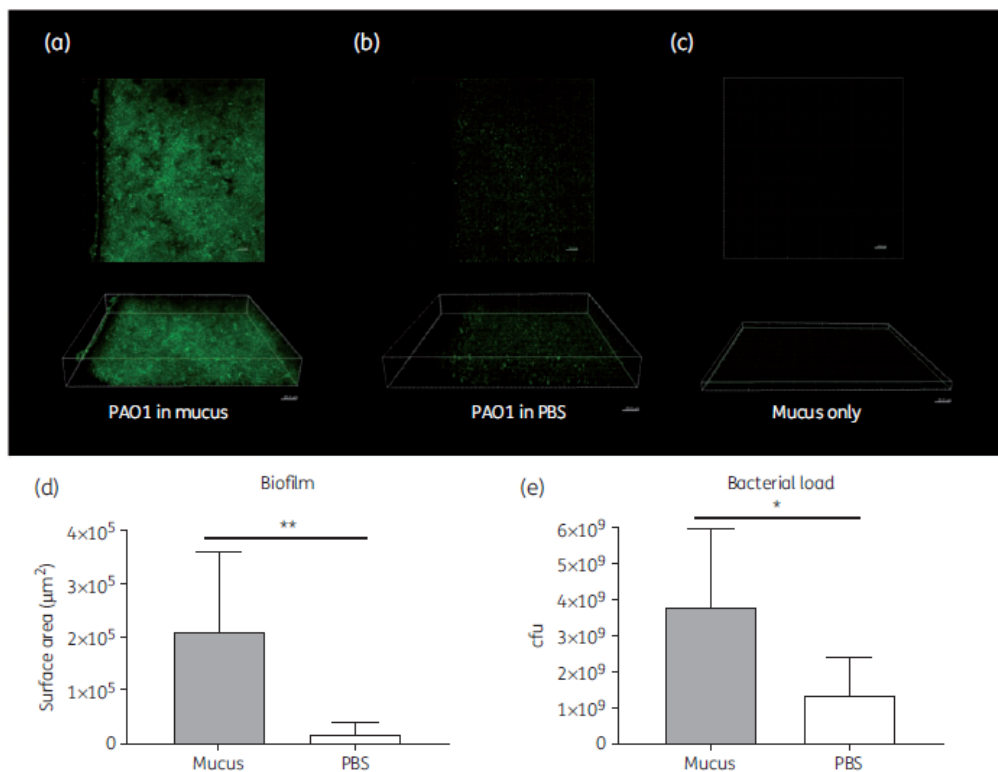 (a) (b) (c)
PAO1 in mucus PAO1 in PBS Mucus only
(d) Biofilm
**
4×10⁵
3×10⁵
2×10⁵
1×10⁵
0
Surface area (µm²)
Mucus PBS
(e) Bacterial load
*
6×10⁹
5×10⁹
4×10⁹
3×10⁹
2×10⁹
1×10⁹
0
cfu
Mucus PBS